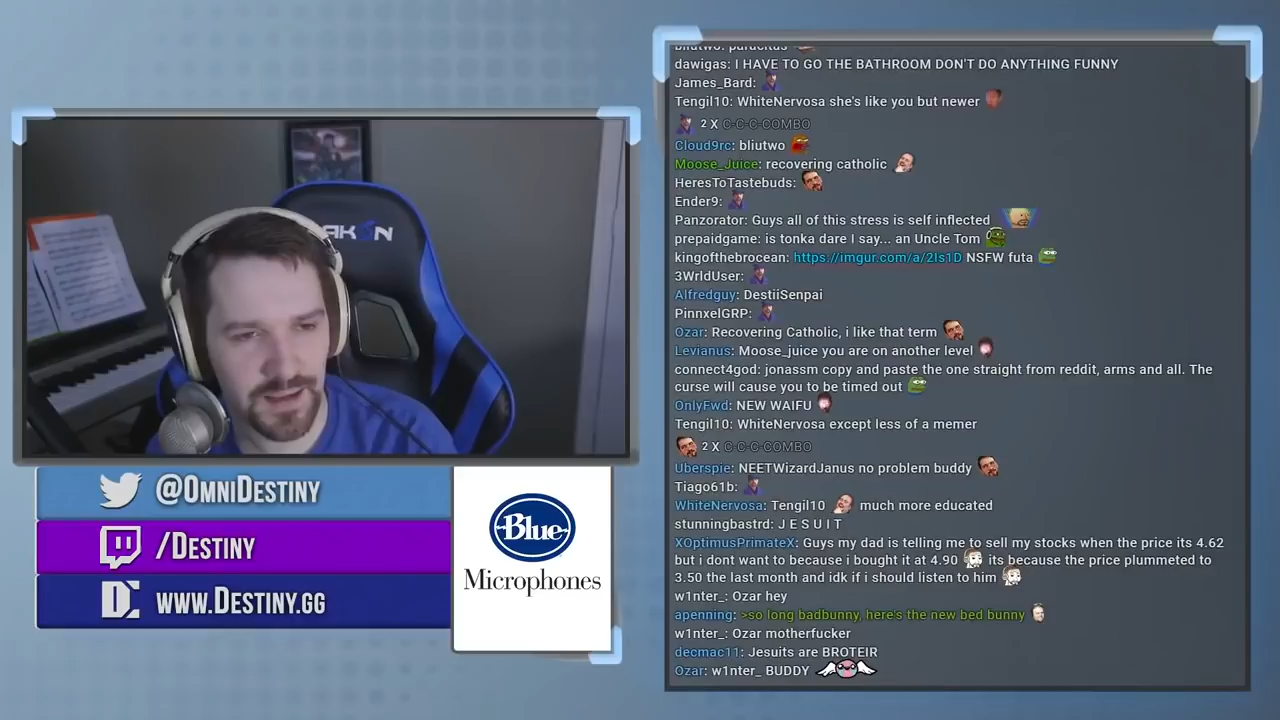 AKON
@OmniDestiny
/Destiny
www.Destiny.gg
Blue
Microphones
dawigas: I HAVE TO GO THE BATHROOM DON'T DO ANYTHING FUNNY
James_Bard:
Tengil10: WhiteNervosa she's like you but newer
2 X C-C-C-COMBO
Cloud9rc: bliutwo
Moose_Juice: recovering catholic
HeresToTastebuds:
Ender9:
Panzorator: Guys all of this stress is self inflected
prepaidgame: is tonka dare I say... an Uncle Tom
kingofthebrocean: https://imgur.com/a/2Is1D NSFW futa
3WrldUser:
Alfredguy: DestiiSenpai
PinnxelGRP:
Ozar: Recovering Catholic, i like that term
Levianus: Moose_juice you are on another level
connect4god: jonassm copy and paste the one straight from reddit, arms and all. The
curse will cause you to be timed out
OnlyFwd: NEW WAIFU
Tengil10: WhiteNervosa except less of a memer
2 X C-C-C-COMBO
Uberspie: NEETWizardJanus no problem buddy
Tiago61b:
WhiteNervosa: Tengil10 much more educated
stunningbastrd: J E S U I T
XOptimusPrimateX: Guys my dad is telling me to sell my stocks when the price its 4.62
but i dont want to because i bought it at 4.90 its because the price plummeted to
3.50 the last month and idk if i should listen to him
w1nter_: Ozar hey
apenning: >so long badbunny, here's the new bed bunny
w1nter_: Ozar motherfucker
decmac11: Jesuits are BROTEIR
Ozar: w1nter_ BUDDY